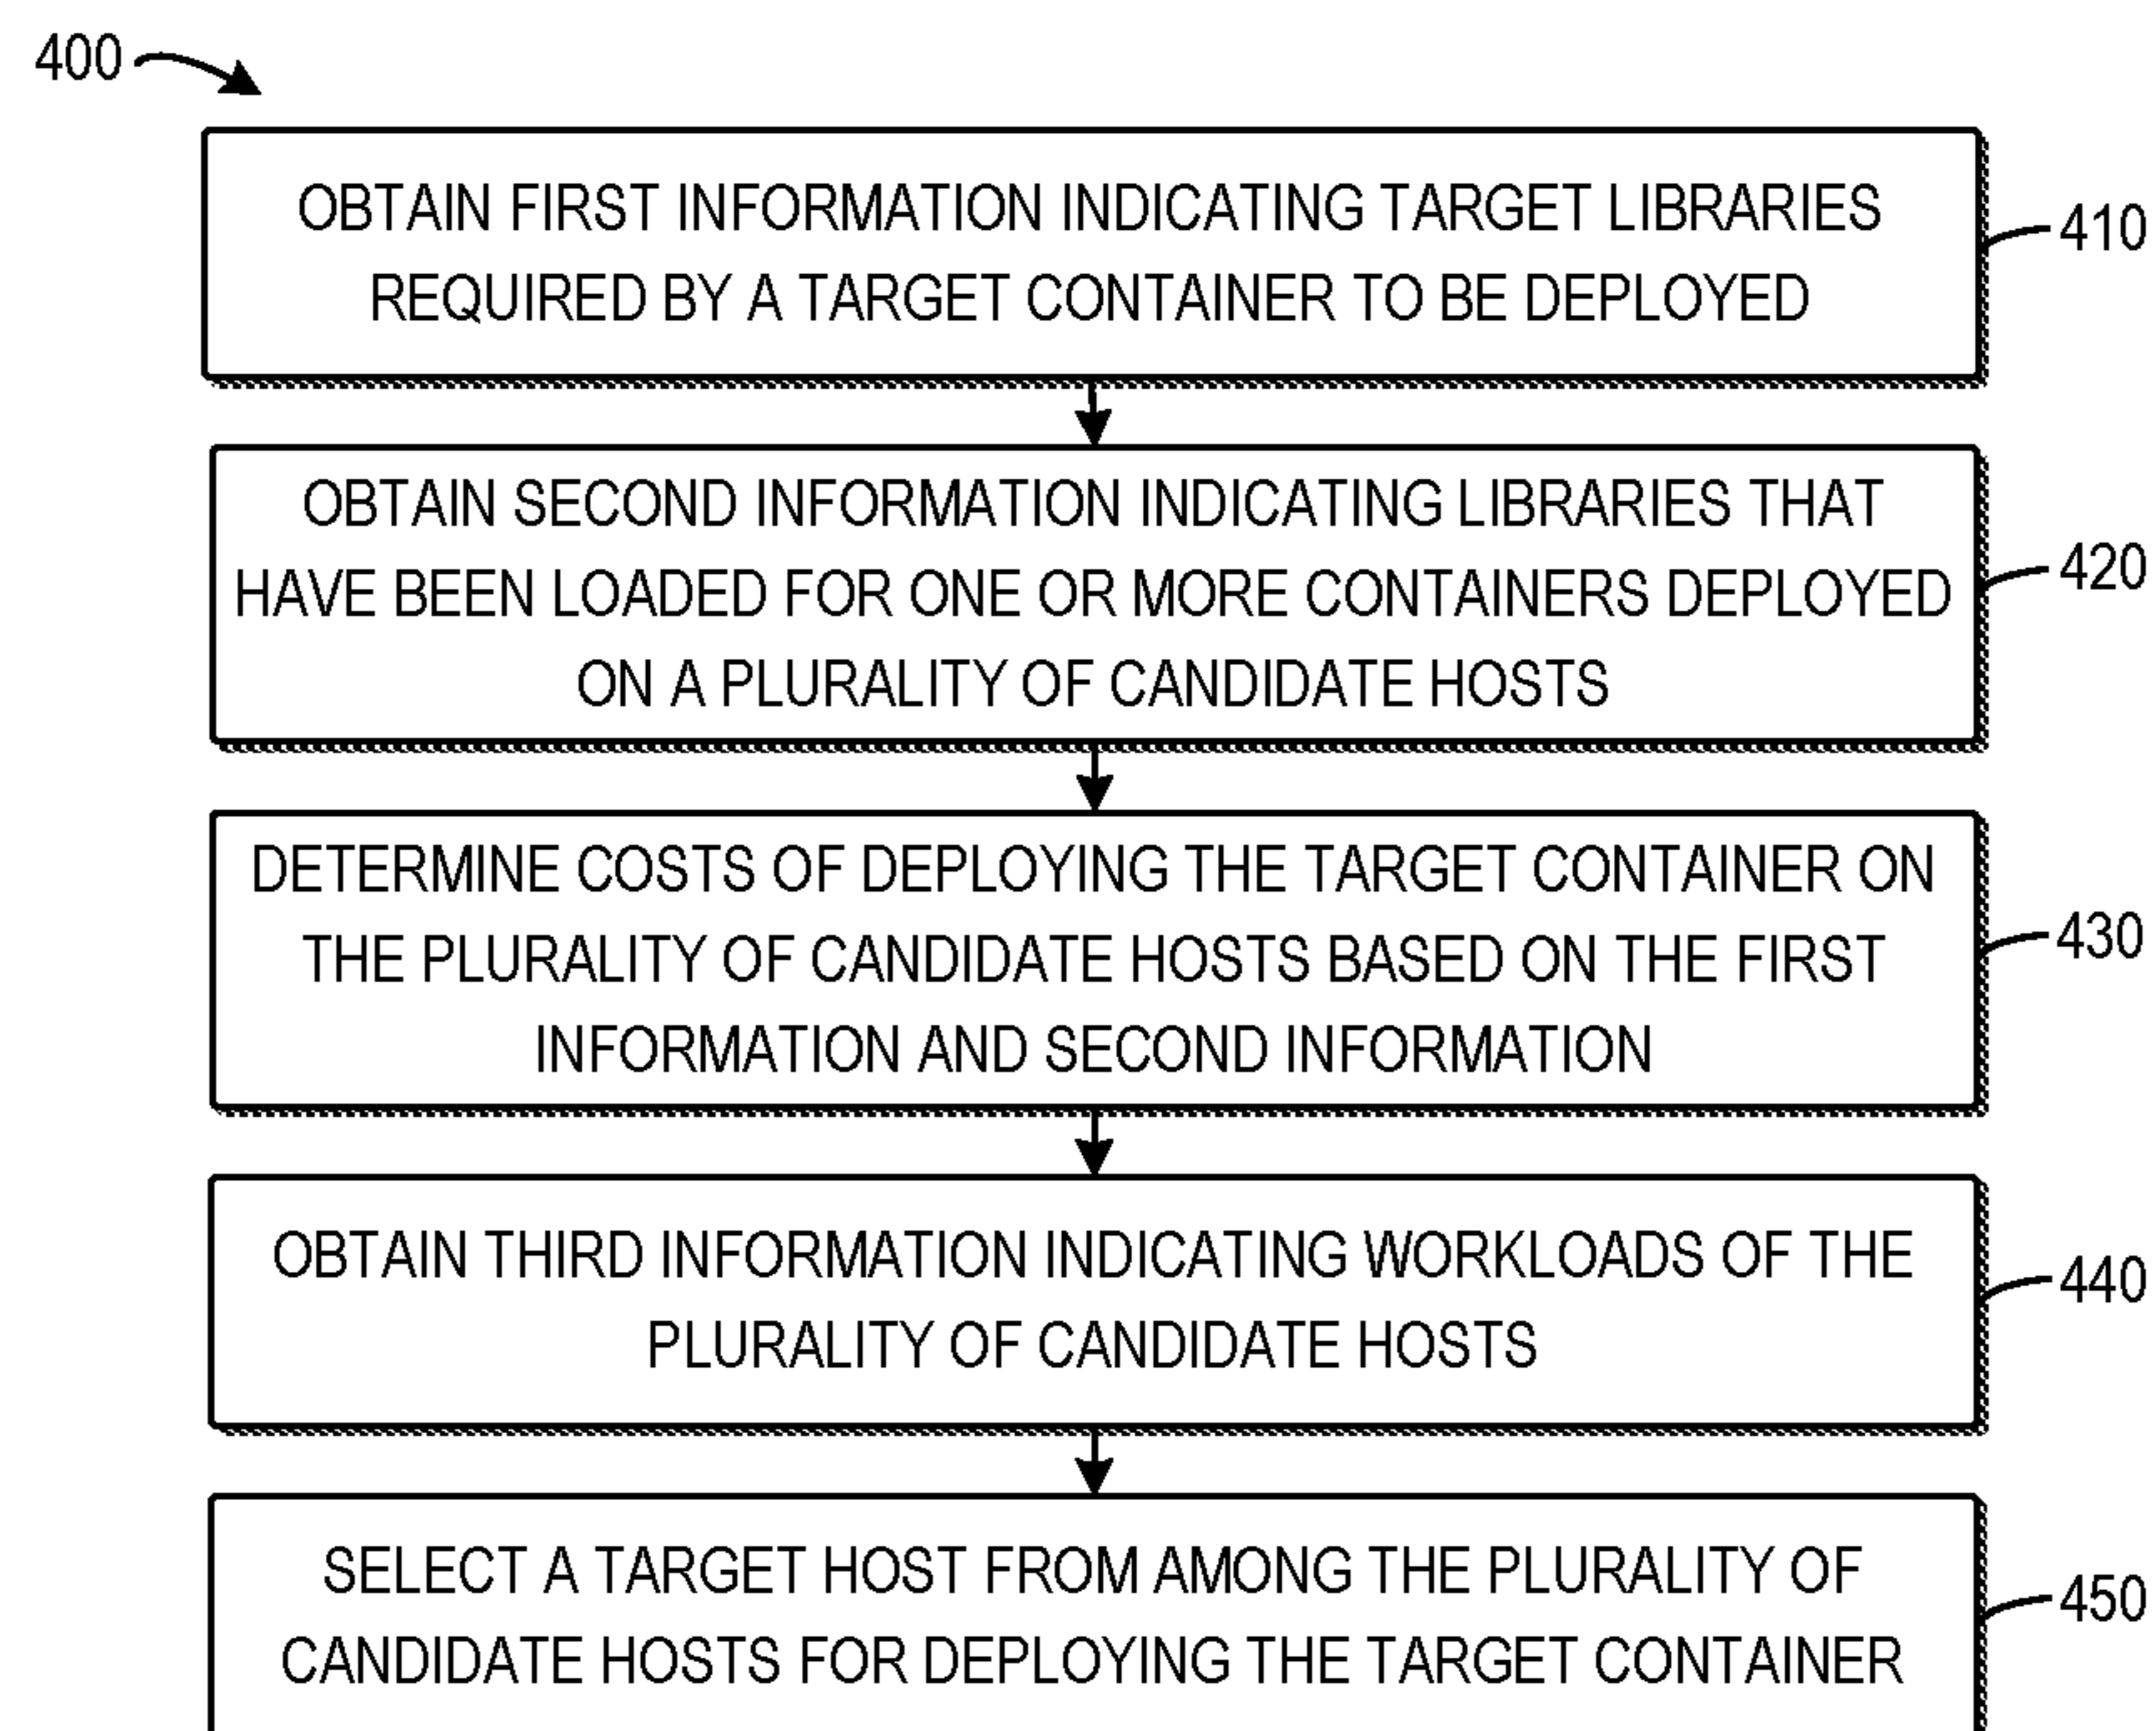 400
OBTAIN FIRST INFORMATION INDICATING TARGET LIBRARIES
REQUIRED BY A TARGET CONTAINER TO BE DEPLOYED
410
OBTAIN SECOND INFORMATION INDICATING LIBRARIES THAT
HAVE BEEN LOADED FOR ONE OR MORE CONTAINERS DEPLOYED
ON A PLURALITY OF CANDIDATE HOSTS
420
DETERMINE COSTS OF DEPLOYING THE TARGET CONTAINER ON
THE PLURALITY OF CANDIDATE HOSTS BASED ON THE FIRST
INFORMATION AND SECOND INFORMATION
430
OBTAIN THIRD INFORMATION INDICATING WORKLOADS OF THE
PLURALITY OF CANDIDATE HOSTS
440
SELECT A TARGET HOST FROM AMONG THE PLURALITY OF
CANDIDATE HOSTS FOR DEPLOYING THE TARGET CONTAINER
450